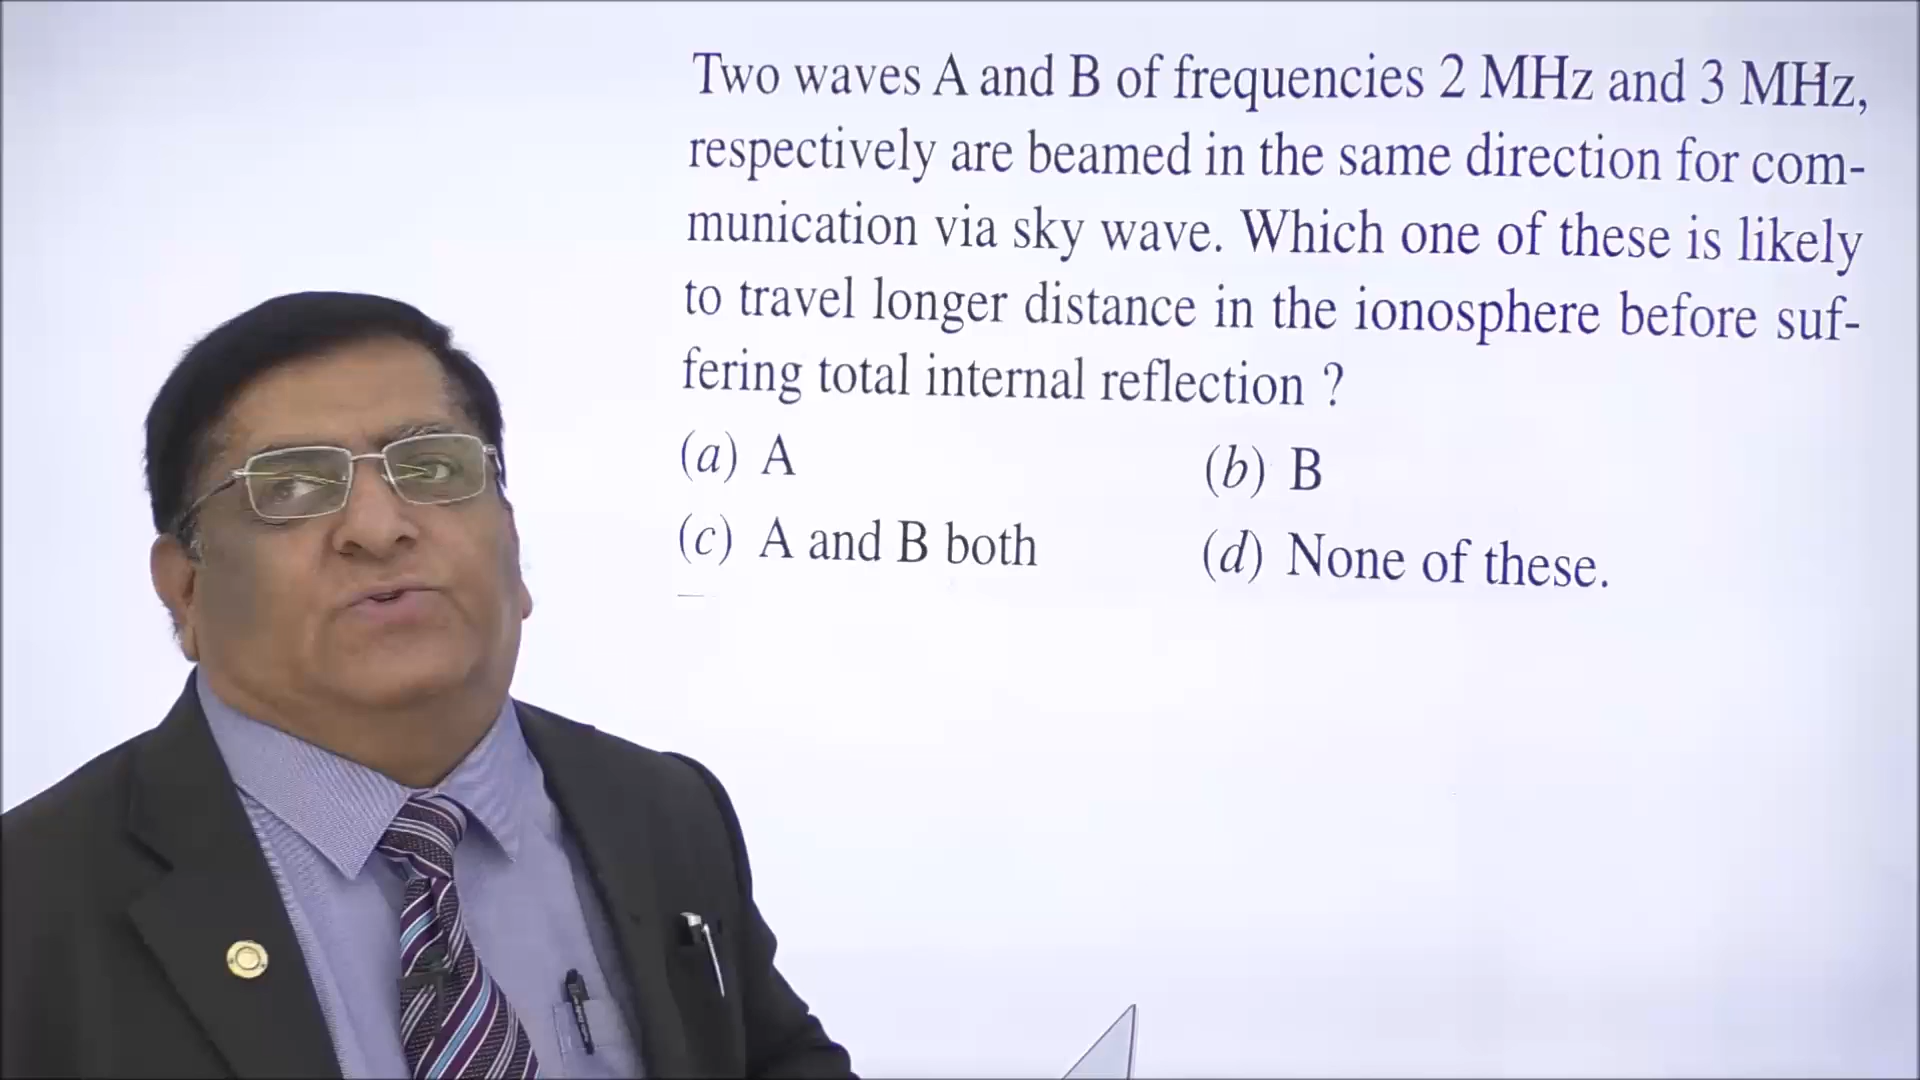 Two waves A and B of frequencies 2 MHz and 3 MHz,
respectively are beamed in the same direction for com-
munication via sky wave. Which one of these is likely
to travel longer distance in the ionosphere before suf-
fering total internal reflection ?
(a) A (b) B
(c) A and B both (d) None of these.